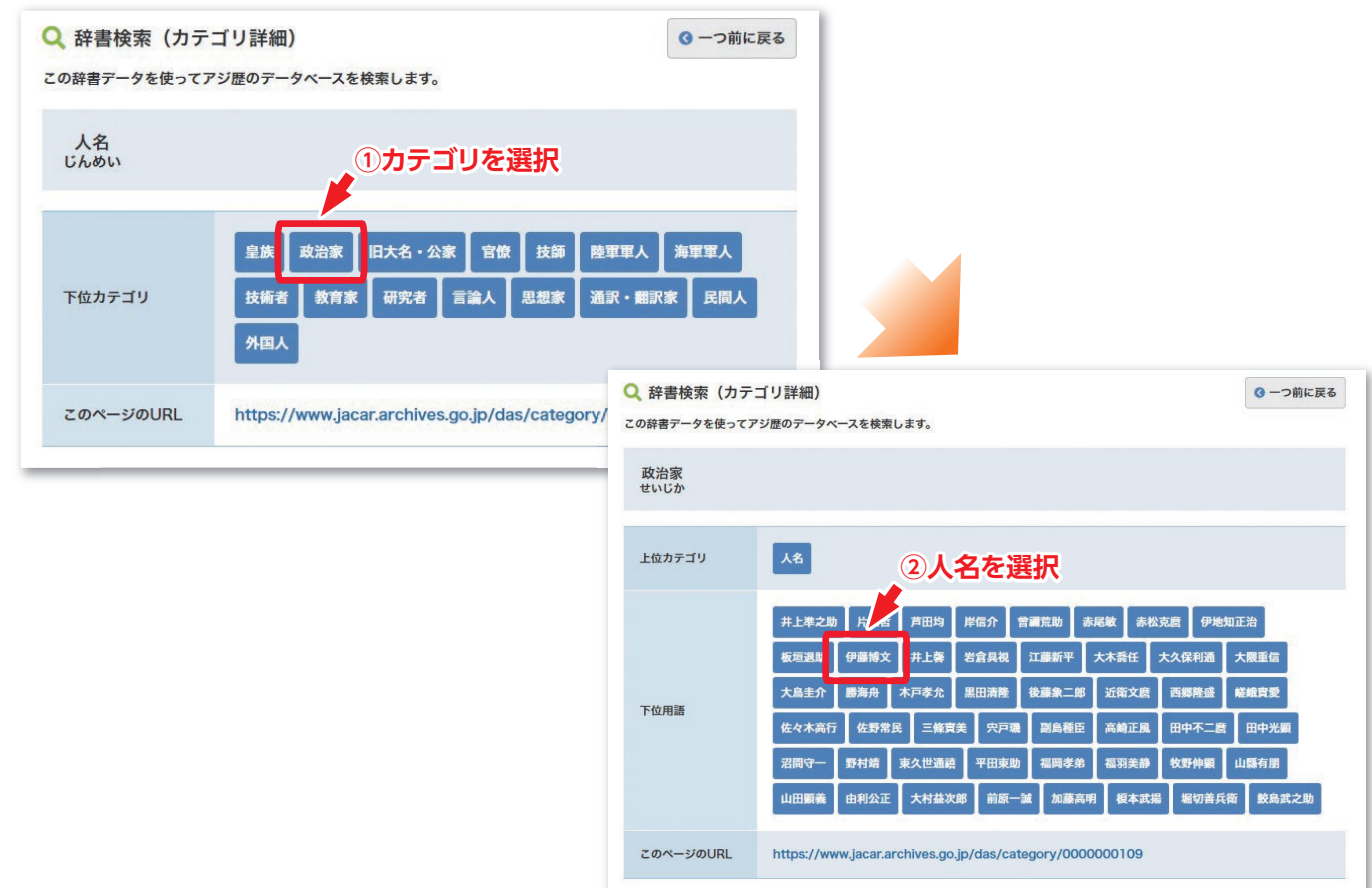 辞書検索（カテゴリ詳細）
一つ前に戻る
この辞書データを使ってアジ歴のデータベースを検索します。
人名
じんめい
①カテゴリを選択
下位カテゴリ
皇族 政治家 旧大名・公家 官僚 技師 陸軍軍人 海軍軍人
技術者 教育家 研究者 言論人 思想家 通訳・翻訳家 民間人
外国人
このページのURL
https://www.jacar.archives.go.jp/das/category/
辞書検索（カテゴリ詳細）
一つ前に戻る
この辞書データを使ってアジ歴のデータベースを検索します。
政治家
せいじか
上位カテゴリ
人名
②人名を選択
下位用語
井上準之助 片 哲 芦田均 岸信介 曾禰荒助 赤尾敏 赤松克麿 伊地知正治
板垣退助 伊藤博文 井上馨 岩倉具視 江藤新平 大木喬任 大久保利通 大隈重信
大鳥圭介 勝海舟 木戸孝允 黒田清隆 後藤象二郎 近衛文麿 西郷隆盛 嵯峨實愛
佐々木高行 佐野常民 三條實美 宍戸璣 副島種臣 高崎正風 田中不二麿 田中光顕
沼間守一 野村靖 東久世通禧 平田東助 福岡孝弟 福羽美静 牧野伸顕 山縣有朋
山田顕義 由利公正 大村益次郎 前原一誠 加藤高明 榎本武揚 堀切善兵衛 鮫島武之助
このページのURL
https://www.jacar.archives.go.jp/das/category/0000000109